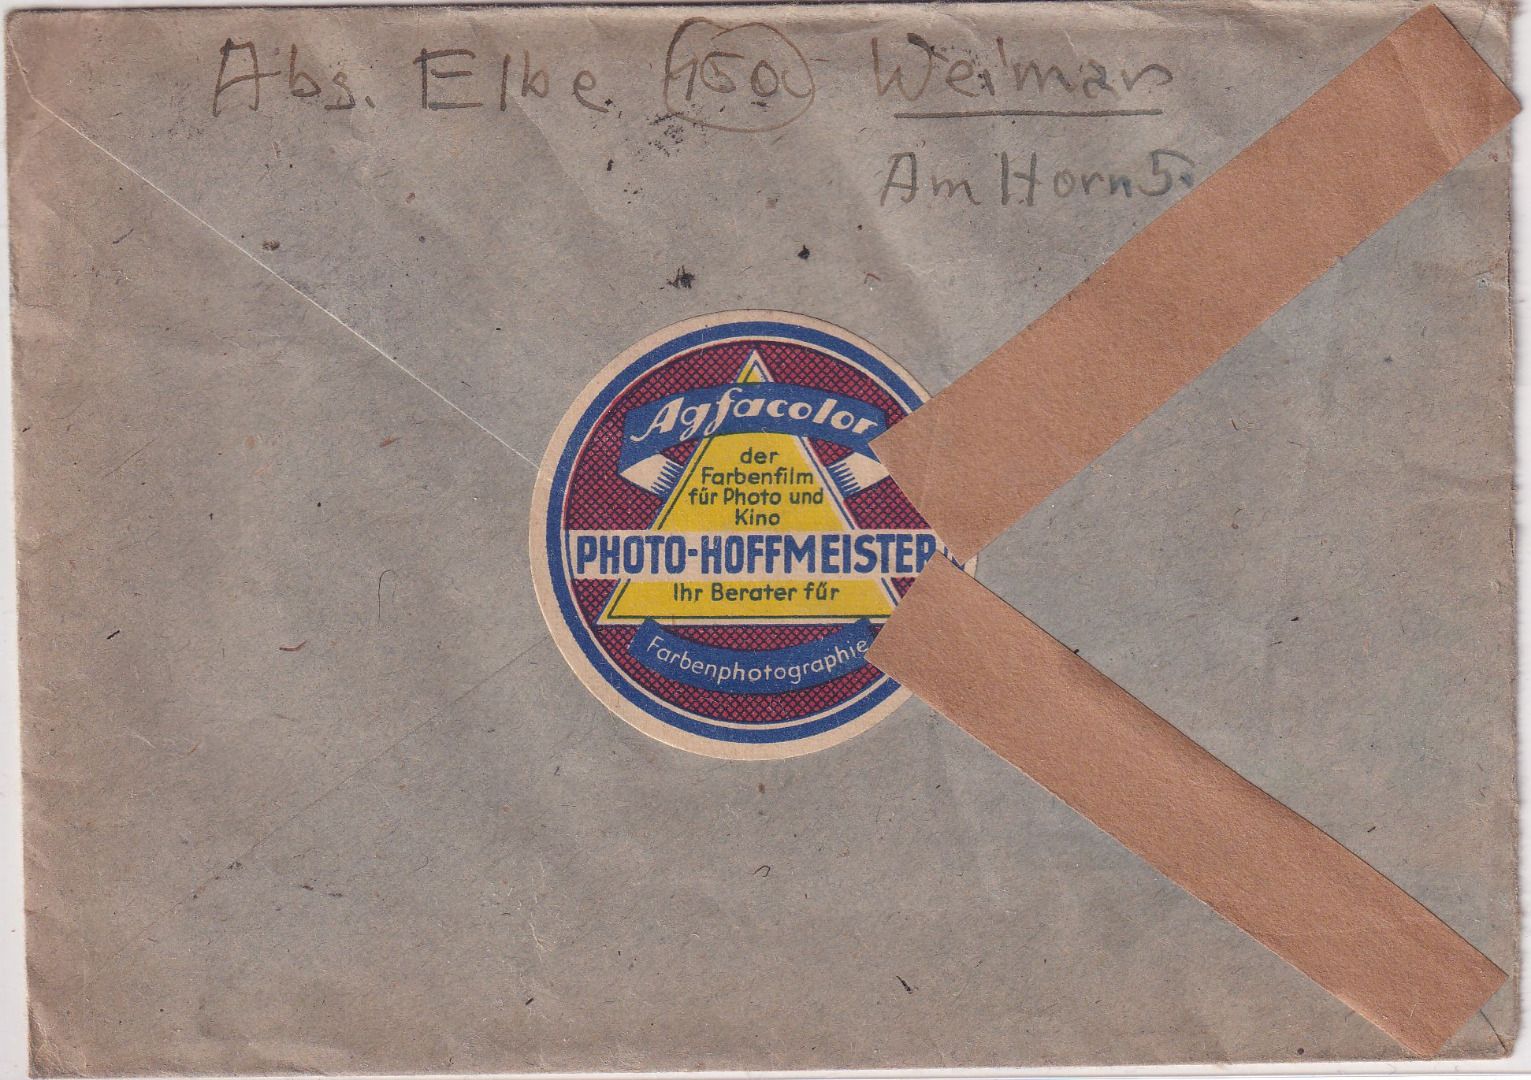 Abs. Elbe 15a Weimar
Am Horn 5.
Agfacolor
der
Farbenfilm
für Photo und
Kino
PHOTO-HOFFMEISTER
Ihr Berater für
Farbenphotographie